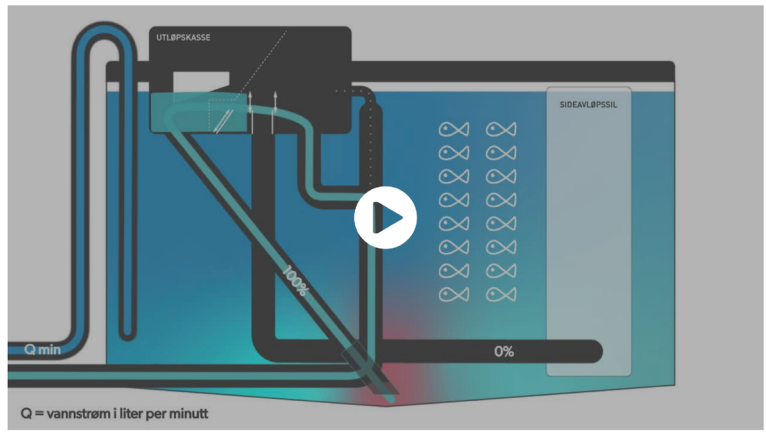 UTLØPSKASSE
SIDEAVLØPSSIL
100%
Q min
0%
Q = vannstrøm i liter per minutt